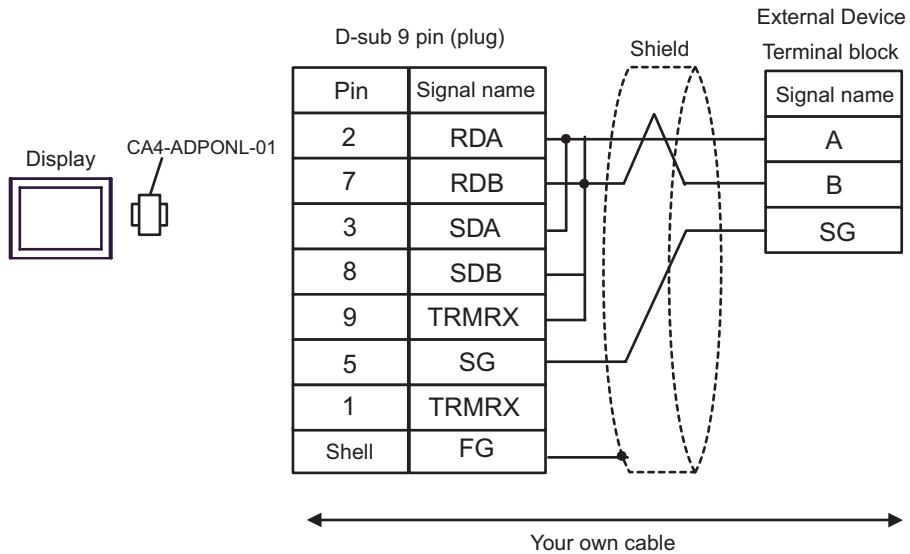 External Device
D-sub 9 pin (plug)
Shield
Terminal block
Pin Signal name
Signal name
2 RDA
A
Display
CA4-ADPONL-01
7 RDB
B
3 SDA
SG
8 SDB
9 TRMRX
5 SG
1 TRMRX
Shell FG
Your own cable